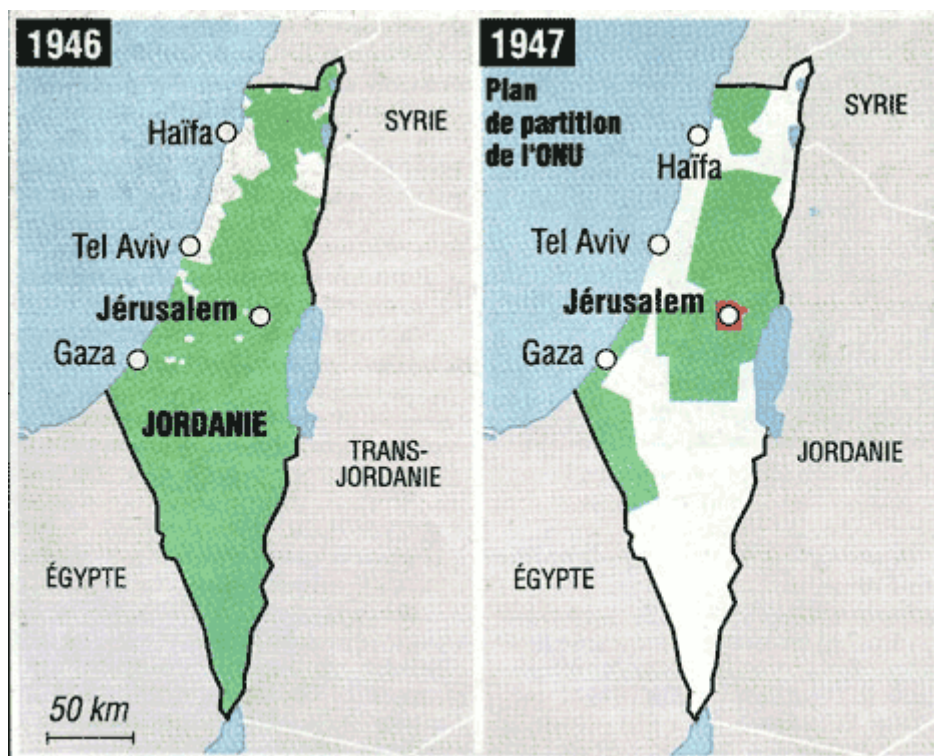 1946
Haïfa
SYRIE
Tel Aviv
Jérusalem
Gaza
JORDANIE
TRANS-
JORDANIE
ÉGYPTE
50 km
1947
Plan
de partition
de l'ONU
SYRIE
Haïfa
Tel Aviv
Jérusalem
Gaza
JORDANIE
ÉGYPTE